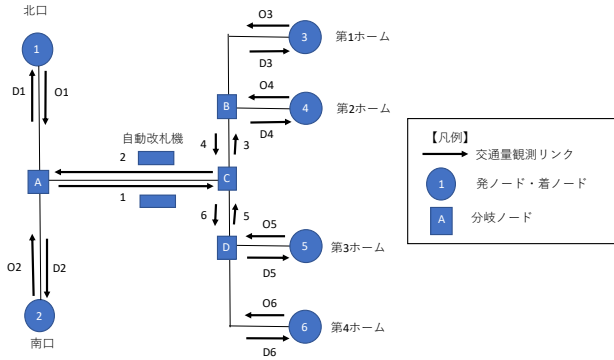 北口
1
D1
O1
自動改札機
2
A
1
O2
D2
2
南口
O3
3
第1ホーム
D3
O4
B
4
第2ホーム
D4
4
3
C
6
5
O5
D
5
第3ホーム
D5
O6
6
第4ホーム
D6
【凡例】
交通量観測リンク
1
発ノード・着ノード
A
分岐ノード